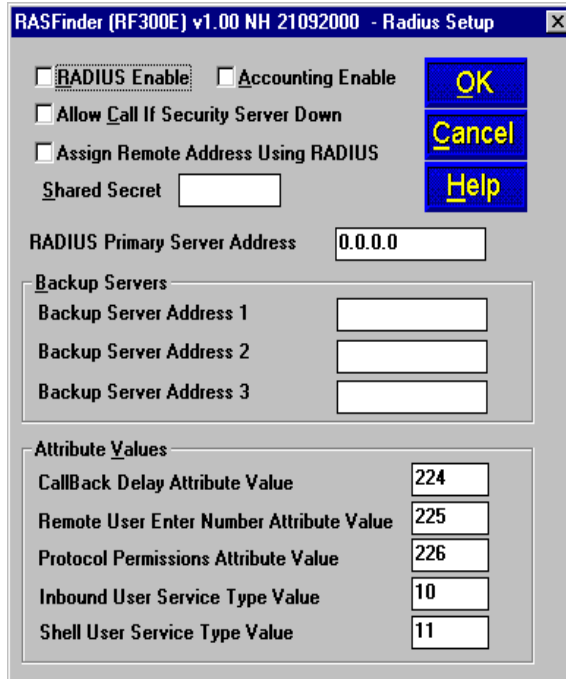 RASFinder (RF300E) v1.00 NH 21092000 - Radius Setup
RADIUS Enable
Accounting Enable
Allow Call If Security Server Down
Assign Remote Address Using RADIUS
Shared Secret
OK
Cancel
Help
RADIUS Primary Server Address 0.0.0.0
Backup Servers
Backup Server Address 1
Backup Server Address 2
Backup Server Address 3
Attribute Values
CallBack Delay Attribute Value 224
Remote User Enter Number Attribute Value 225
Protocol Permissions Attribute Value 226
Inbound User Service Type Value 10
Shell User Service Type Value 11